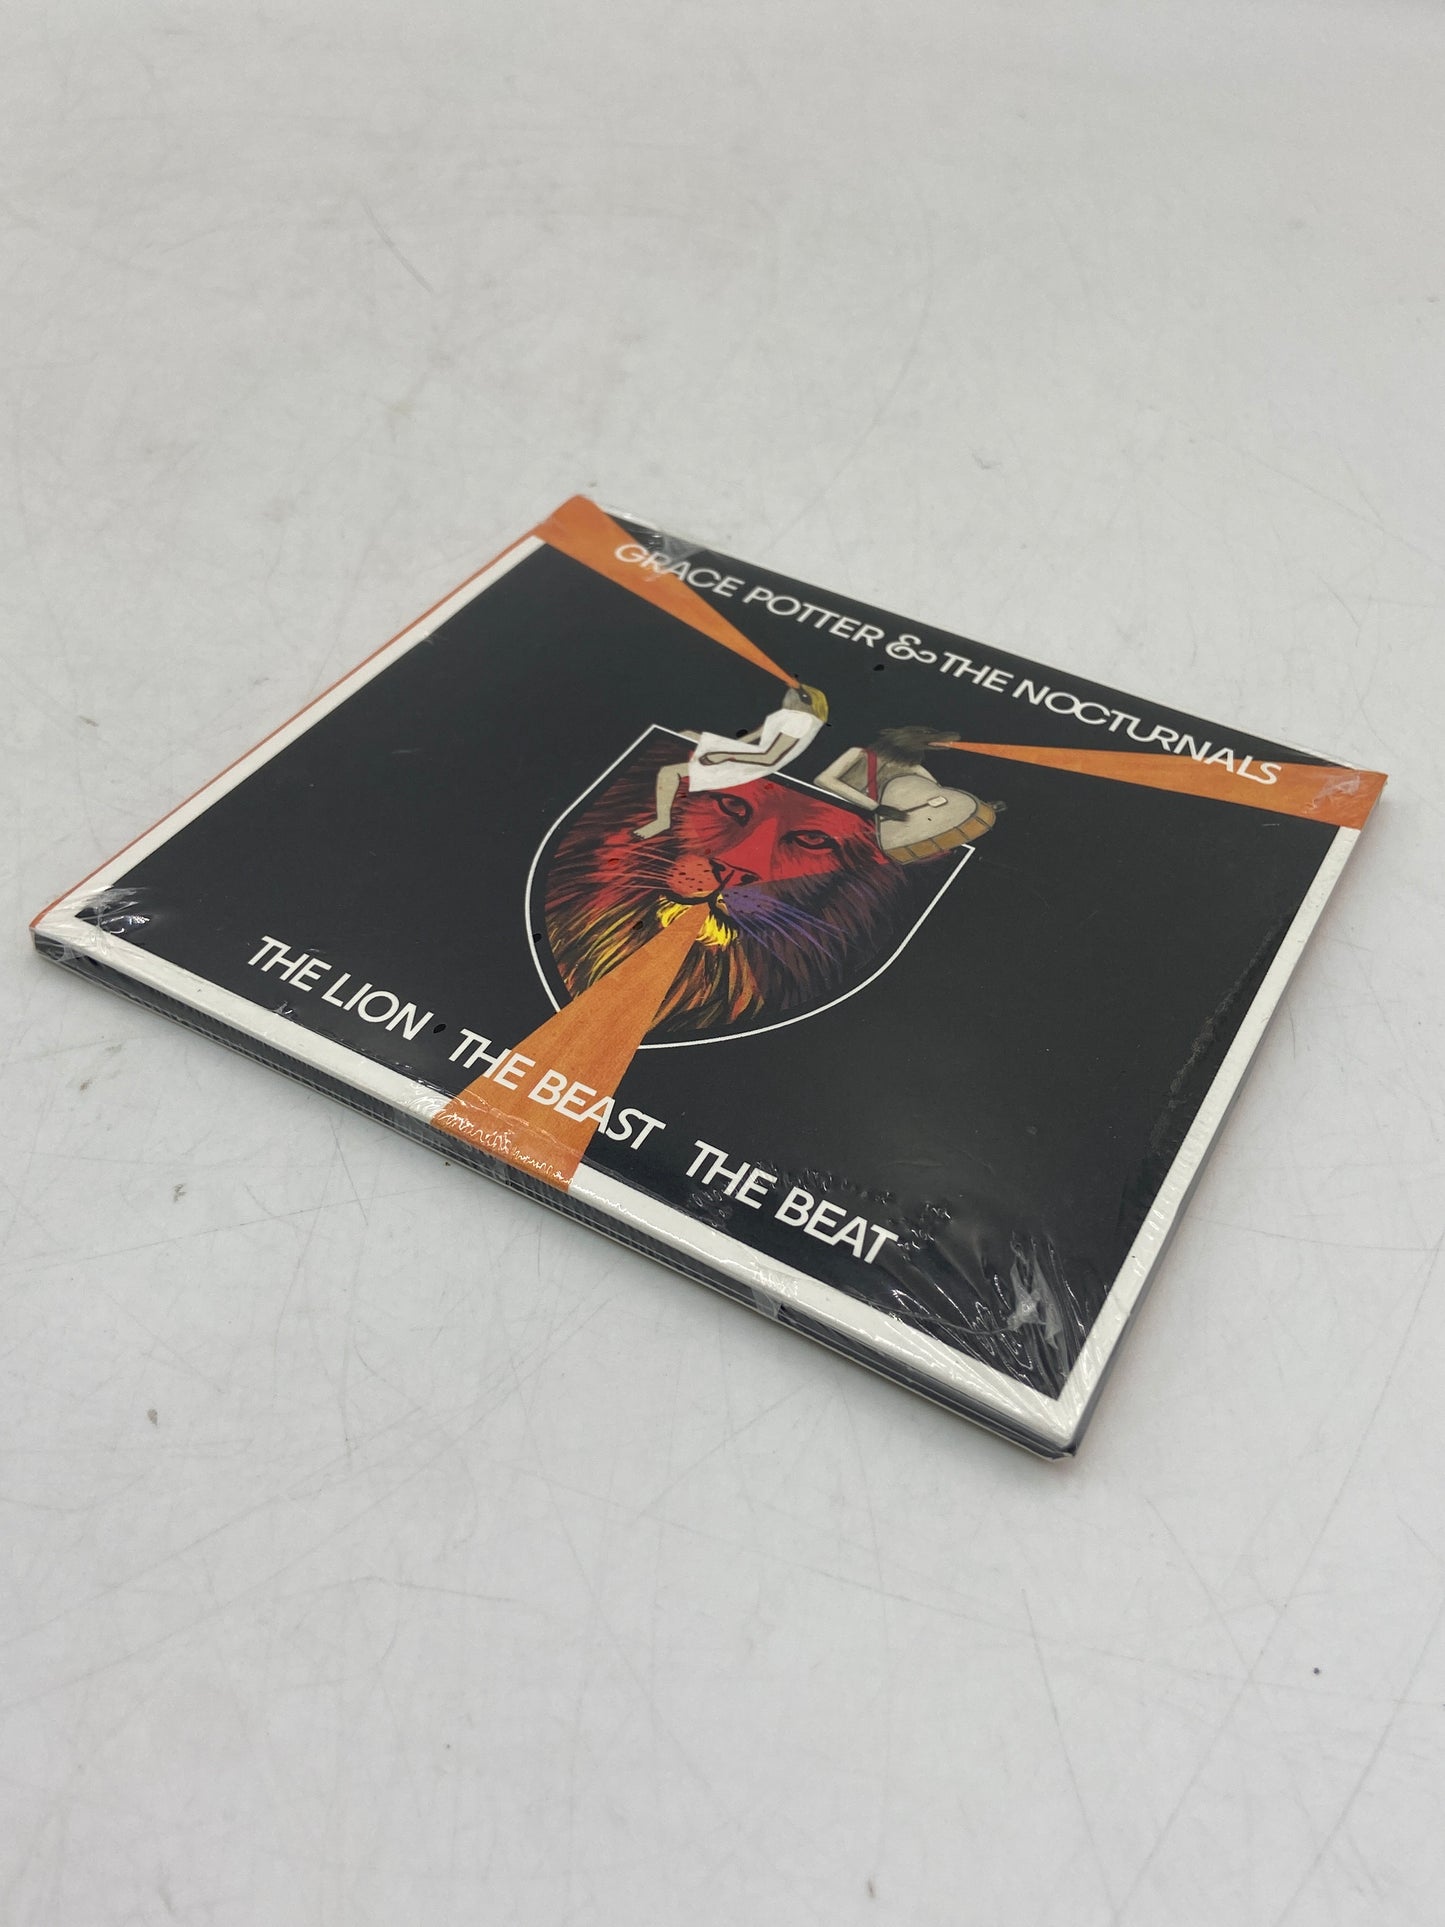 GRACE POTTER & THE NOCTURNALS
THE LION THE BEAST THE BEAT